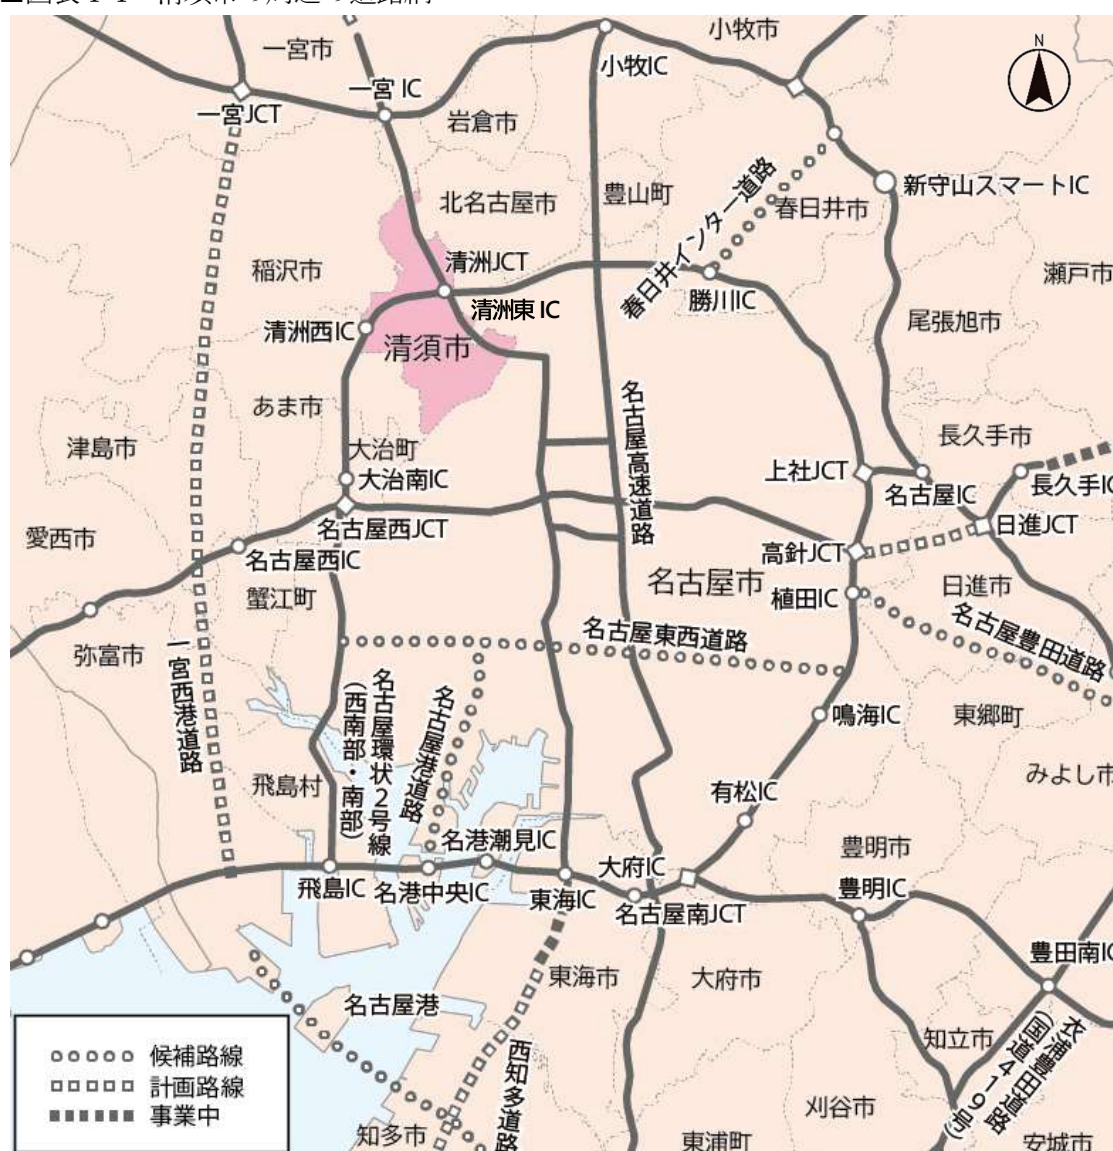 小牧市
一宮市
N
小牧IC
一宮 IC
一宮JCT
岩倉市
豊山町
北名古屋市
春日井インター道路
春日井市
新守山スマートIC
清洲JCT
稲沢市
瀬戸市
勝川IC
清洲東 IC
尾張旭市
清洲西IC
清須市
名古屋高速道路
あま市
津島市
大治町
長久手市
上社JCT
大治南IC
名古屋IC
長久手IC
名古屋西JCT
日進JCT
愛西市
高針JCT
名古屋西IC
名古屋市
日進市
蟹江町
植田IC
名古屋豊田道路
名古屋東西道路
弥富市
一宮西港道路
名古屋環状2号線
(西南部・南部)
名古屋港道路
鳴海IC
東郷町
みよし市
飛島村
有松IC
名港潮見IC
大府IC
豊明市
飛島IC
名港中央IC
東海IC
名古屋南JCT
豊明IC
豊田南IC
東海市
大府市
名古屋港
知立市
衣浦豊田道路
(国道419号)
西知多道路
候補路線
計画路線
事業中
刈谷市
知多市
東浦町
安城市